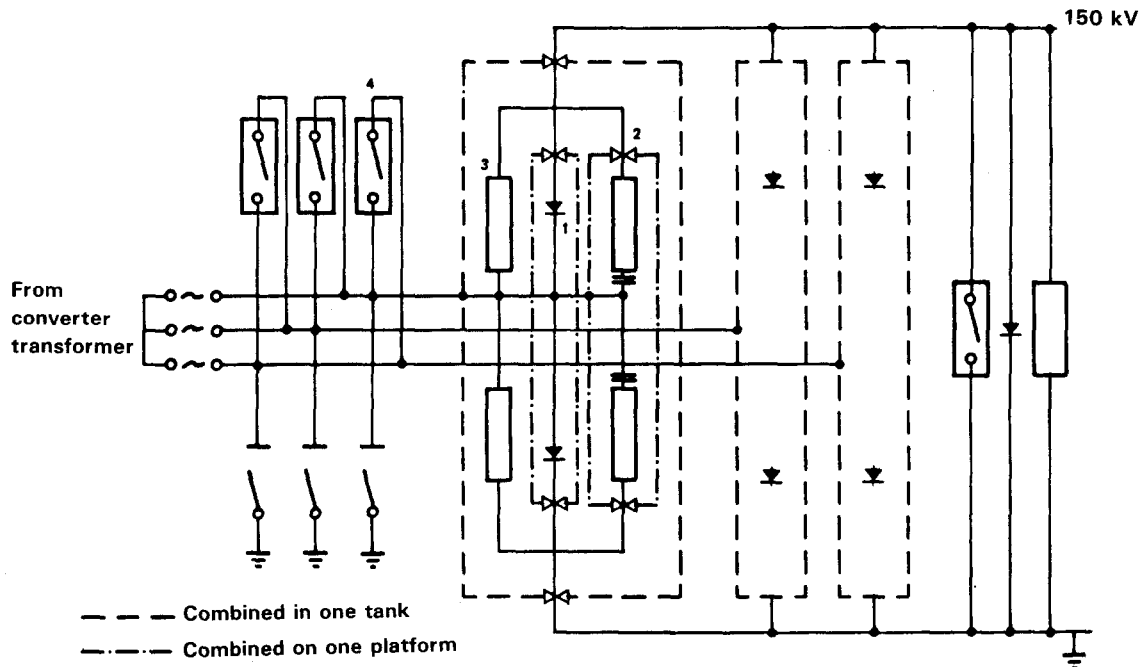 150 kV
4
2
3
1
From
converter
transformer
Combined in one tank
Combined on one platform